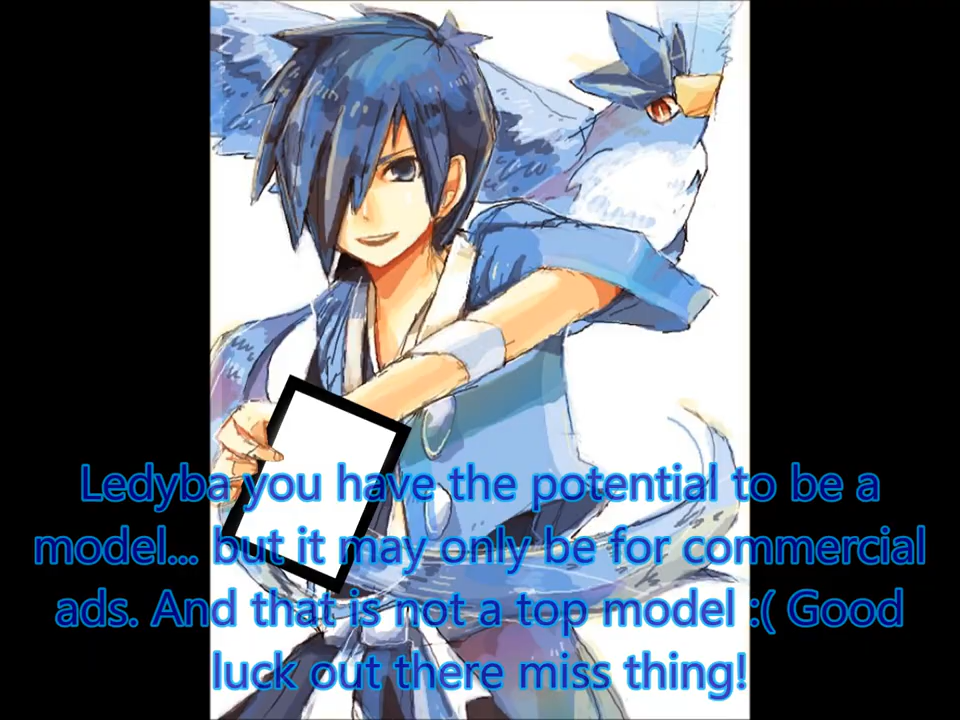 Ledyba you have the potential to be a
model... but it may only be for commercial
ads. And that is not a top model :( Good
luck out there miss thing!